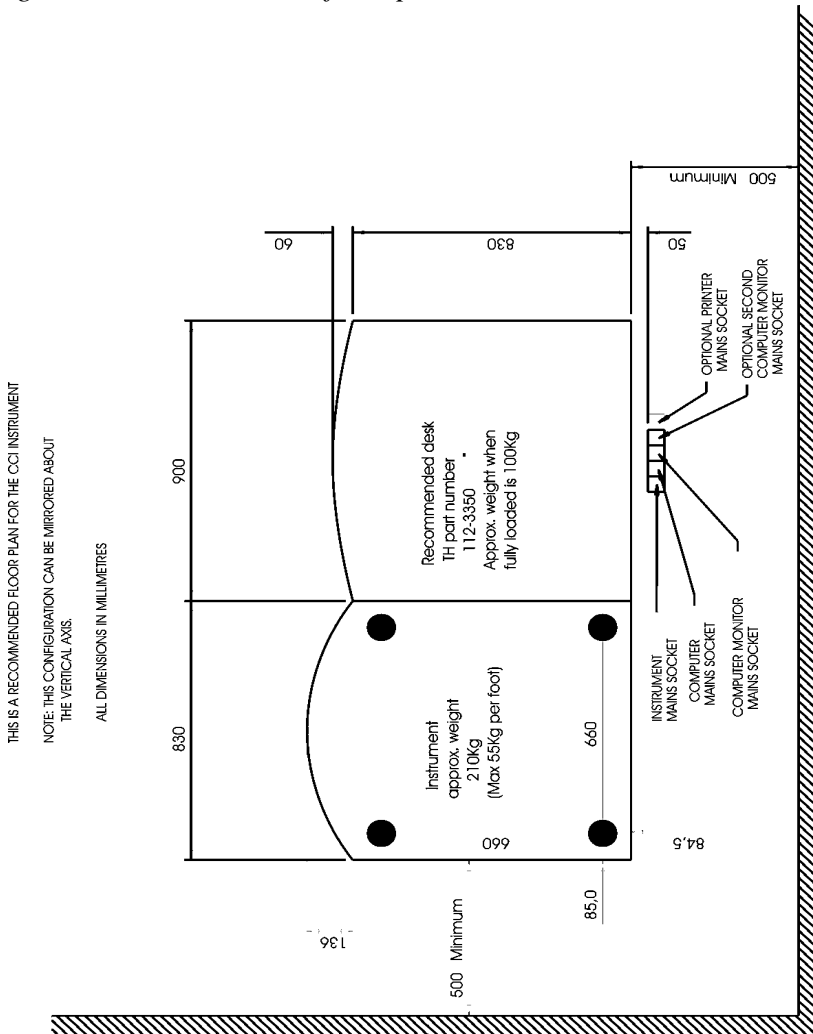 THIS IS A RECOMMENDED FLOOR PLAN FOR THE CCI INSTRUMENT
NOTE: THIS CONFIGURATION CAN BE MIRRORED ABOUT
THE VERTICAL AXIS.
ALL DIMENSIONS IN MILLIMETRES
830
900
60
830
50
500 Minimum
136
500 Minimum
Instrument
approx. weight
210Kg
(Max 55Kg per foot)
660
660
85,0
84,5
Recommended desk
TH part number
112-3350
Approx. weight when
fully loaded is 100Kg
INSTRUMENT
MAINS SOCKET
COMPUTER
MAINS SOCKET
COMPUTER MONITOR
MAINS SOCKET
OPTIONAL PRINTER
MAINS SOCKET
OPTIONAL SECOND
COMPUTER MONITOR
MAINS SOCKET